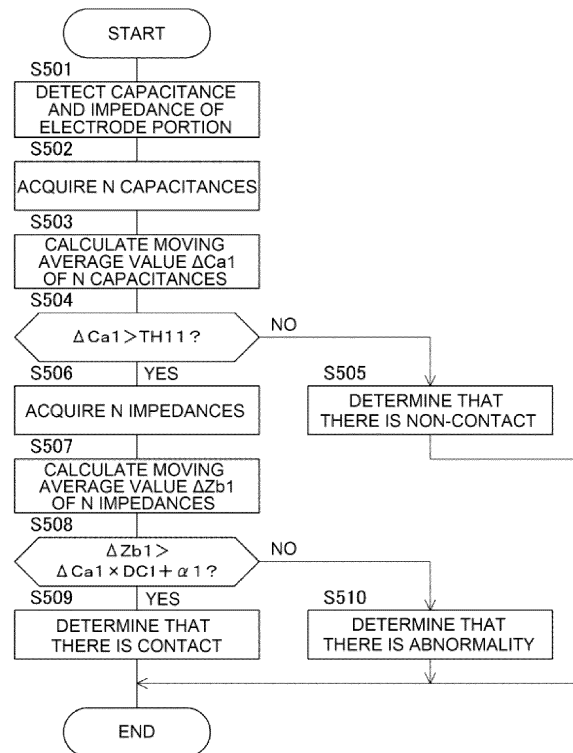 START
S501
DETECT CAPACITANCE
AND IMPEDANCE OF
ELECTRODE PORTION
S502
ACQUIRE N CAPACITANCES
S503
CALCULATE MOVING
AVERAGE VALUE ΔCa1
OF N CAPACITANCES
S504
ΔCa1>TH11?
NO
YES
S505
DETERMINE THAT
THERE IS NON-CONTACT
S506
ACQUIRE N IMPEDANCES
S507
CALCULATE MOVING
AVERAGE VALUE ΔZb1
OF N IMPEDANCES
S508
ΔZb1>
ΔCa1×DCI+α1?
NO
YES
S509
DETERMINE THAT
THERE IS CONTACT
S510
DETERMINE THAT
THERE IS ABNORMALITY
END